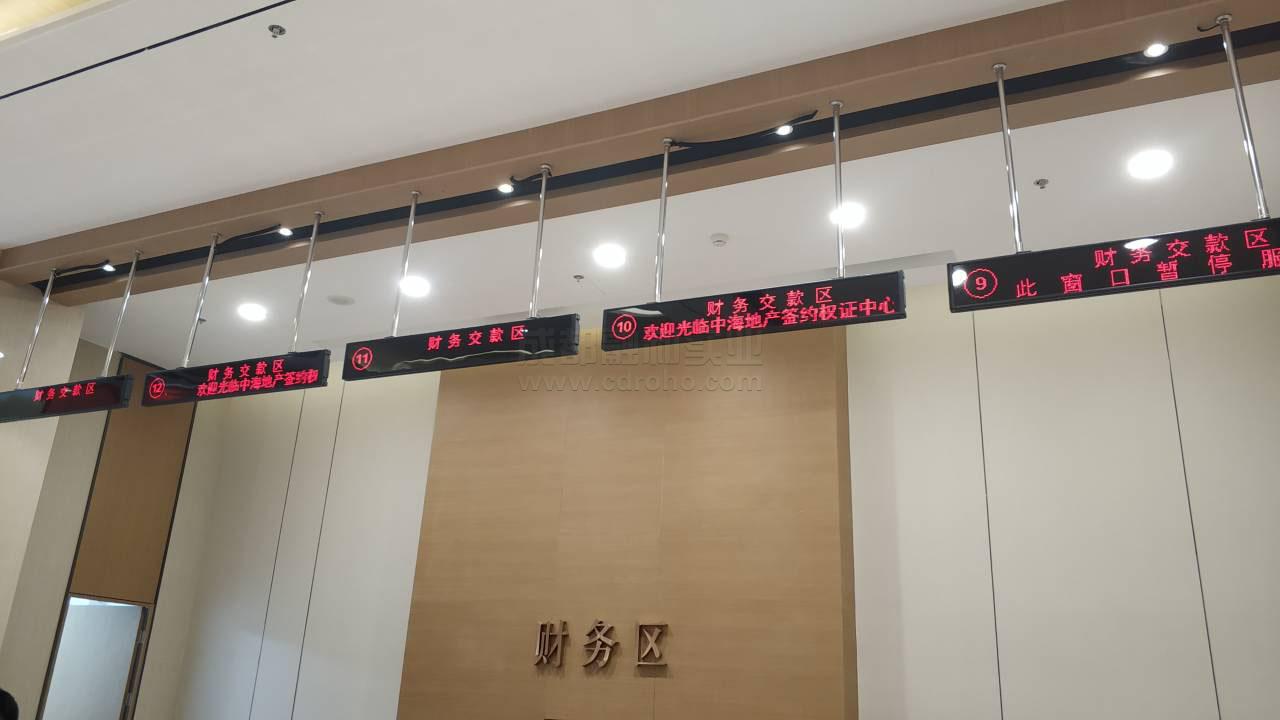 财务交款区
⑫ 财务交款区
欢迎光临中海地产签约权
⑪ 财务交款区
⑩ 财务交款区
欢迎光临中海地产签约权证中心
⑨ 财务交款区
此窗口暂停服
www.cdroho.com
财务区